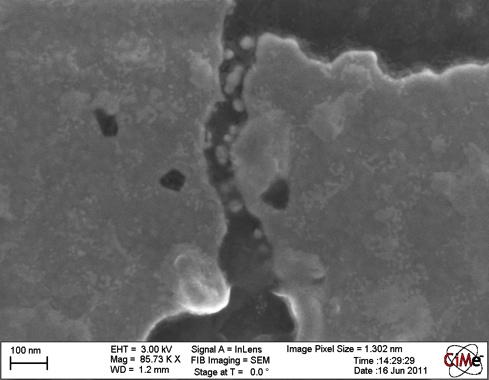 100 nm
EHT = 3.00 kV
Mag = 85.73 K X
WD = 1.2 mm
Signal A = InLens
FIB Imaging = SEM
Stage at T = 0.0°
Image Pixel Size = 1.302 nm
Time :14:29:29
Date :16 Jun 2011
CiMe